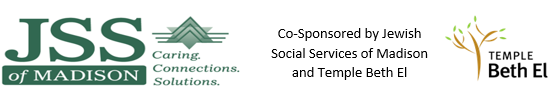 JSS
of MADISON
Caring.
Connections.
Solutions.
Co-Sponsored by Jewish
Social Services of Madison
and Temple Beth El
TEMPLE
Beth El